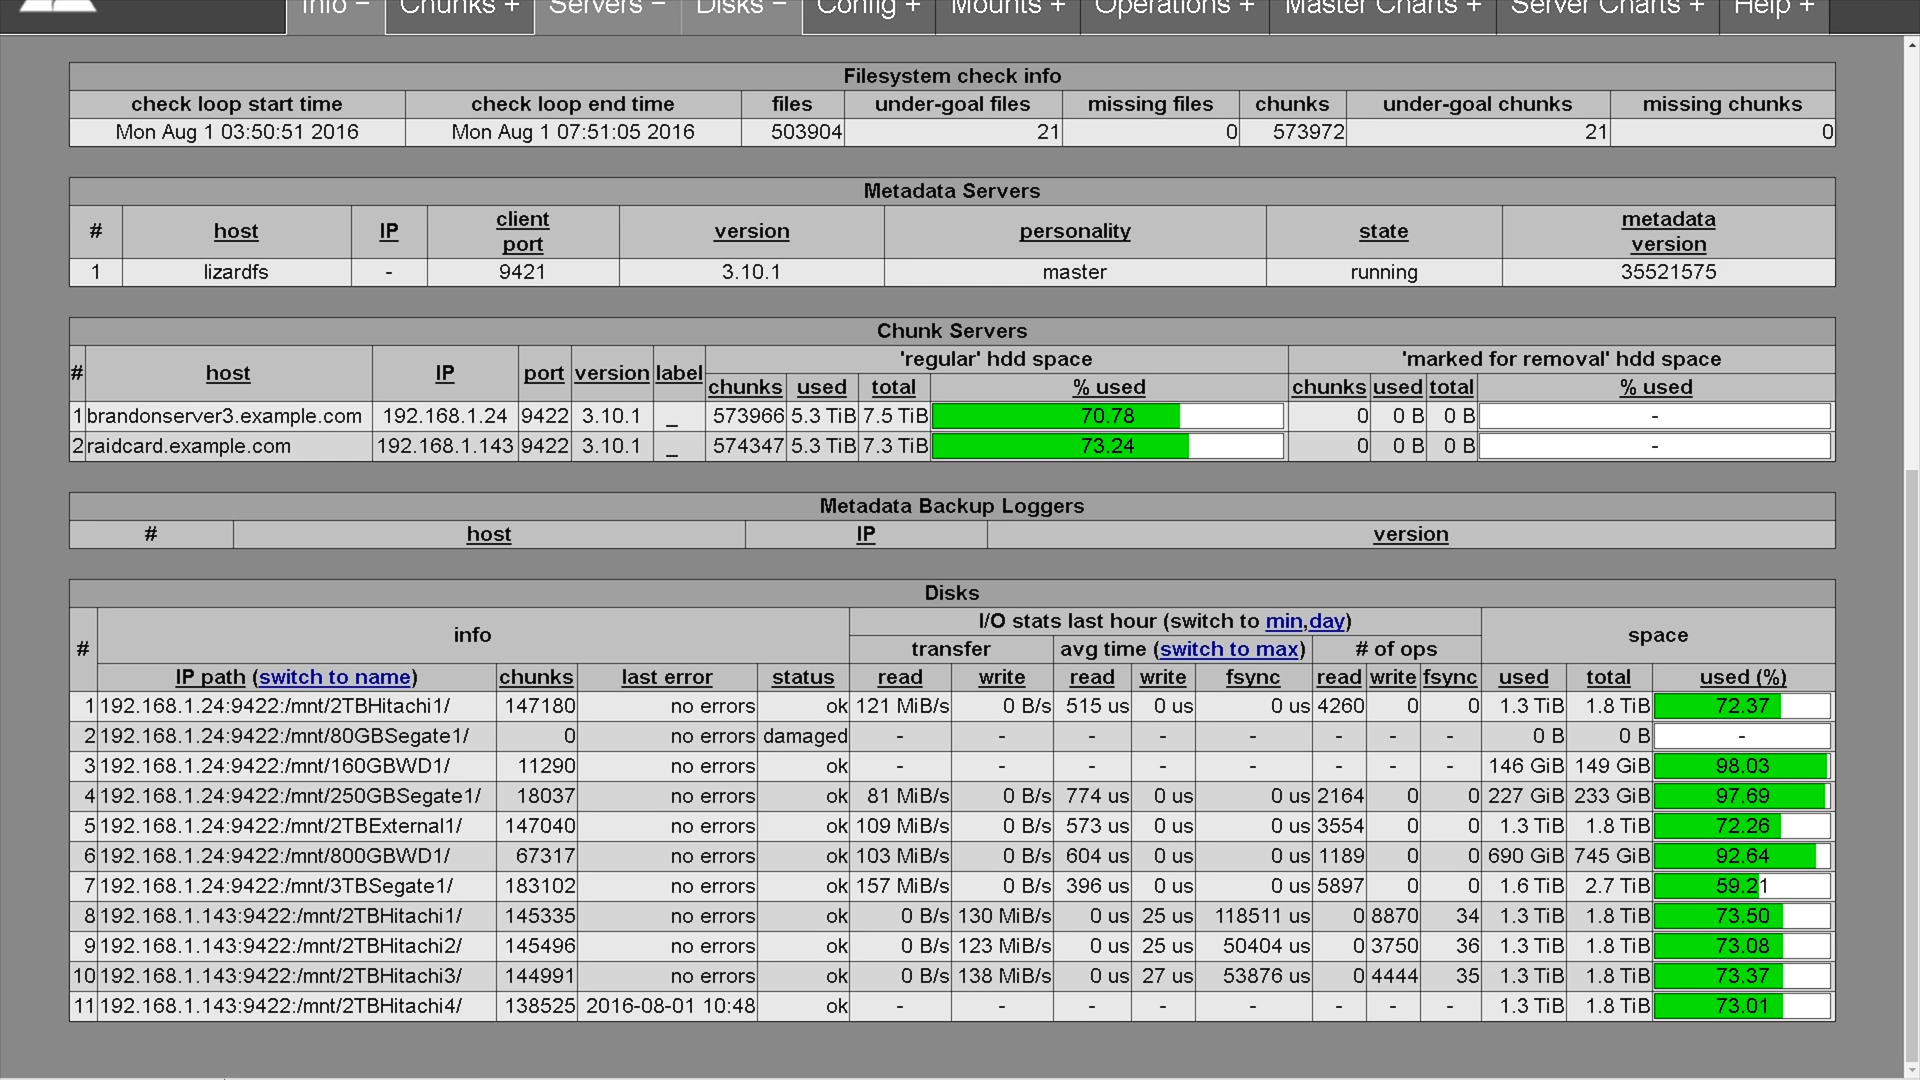 Info − Chunks + Servers − Disks − Config + Mounts + Operations + Master Charts + Server Charts + Help +
Filesystem check info
check loop start time check loop end time files under-goal files missing files chunks under-goal chunks missing chunks
Mon Aug 1 03:50:51 2016 Mon Aug 1 07:51:05 2016 503904 21 0 573972 21 0
Metadata Servers
# host IP client port version personality state metadata version
1 lizardfs - 9421 3.10.1 master running 35521575
Chunk Servers
# host IP port version label 'regular' hdd space 'marked for removal' hdd space
chunks used total % used chunks used total % used
1 brandonserver3.example.com 192.168.1.24 9422 3.10.1 _ 573966 5.3 TiB 7.5 TiB 70.78 0 0 B 0 B -
2 raidcard.example.com 192.168.1.143 9422 3.10.1 _ 574347 5.3 TiB 7.3 TiB 73.24 0 0 B 0 B -
Metadata Backup Loggers
# host IP version
Disks
# info I/O stats last hour (switch to min,day) space
transfer avg time (switch to max) # of ops
IP path (switch to name) chunks last error status read write read write fsync read write fsync used total used (%)
1 192.168.1.24:9422:/mnt/2TBHitachi1/ 147180 no errors ok 121 MiB/s 0 B/s 515 us 0 us 0 us 4260 0 0 1.3 TiB 1.8 TiB 72.37
2 192.168.1.24:9422:/mnt/80GBSegate1/ 0 no errors damaged - - - - - - - - 0 B 0 B -
3 192.168.1.24:9422:/mnt/160GBWD1/ 11290 no errors ok - - - - - - - - 146 GiB 149 GiB 98.03
4 192.168.1.24:9422:/mnt/250GBSegate1/ 18037 no errors ok 81 MiB/s 0 B/s 774 us 0 us 0 us 2164 0 0 227 GiB 233 GiB 97.69
5 192.168.1.24:9422:/mnt/2TBExternal1/ 147040 no errors ok 109 MiB/s 0 B/s 573 us 0 us 0 us 3554 0 0 1.3 TiB 1.8 TiB 72.26
6 192.168.1.24:9422:/mnt/800GBWD1/ 67317 no errors ok 103 MiB/s 0 B/s 604 us 0 us 0 us 1189 0 0 690 GiB 745 GiB 92.64
7 192.168.1.24:9422:/mnt/3TBSegate1/ 183102 no errors ok 157 MiB/s 0 B/s 396 us 0 us 0 us 5897 0 0 1.6 TiB 2.7 TiB 59.21
8 192.168.1.143:9422:/mnt/2TBHitachi1/ 145335 no errors ok 0 B/s 130 MiB/s 0 us 25 us 118511 us 0 8870 34 1.3 TiB 1.8 TiB 73.50
9 192.168.1.143:9422:/mnt/2TBHitachi2/ 145496 no errors ok 0 B/s 123 MiB/s 0 us 25 us 50404 us 0 3750 36 1.3 TiB 1.8 TiB 73.08
10 192.168.1.143:9422:/mnt/2TBHitachi3/ 144991 no errors ok 0 B/s 138 MiB/s 0 us 27 us 53876 us 0 4444 35 1.3 TiB 1.8 TiB 73.37
11 192.168.1.143:9422:/mnt/2TBHitachi4/ 138525 2016-08-01 10:48 ok - - - - - - - - 1.3 TiB 1.8 TiB 73.01